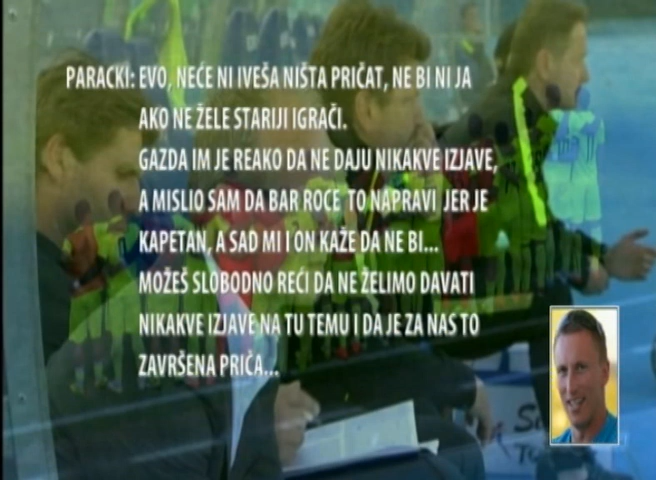 PARACKI: EVO, NEĆE NI IVEŠA NIŠTA PRIČAT, NE BI NI JA
AKO NE ŽELE STARIJI IGRAČI.
GAZDA IM JE REAKO DA NE DAJU NIKAKVE IZJAVE,
A MISLIO SAM DA BAR ROCE TO NAPRAVI JER JE
KAPETAN, A SAD MI I ON KAŽE DA NE BI...
MOŽEŠ SLOBODNO REĆI DA NE ŽELIMO DAVATI
NIKAKVE IZJAVE NA TU TEMU I DA JE ZA NAS TO
ZAVRŠENA PRIČA...